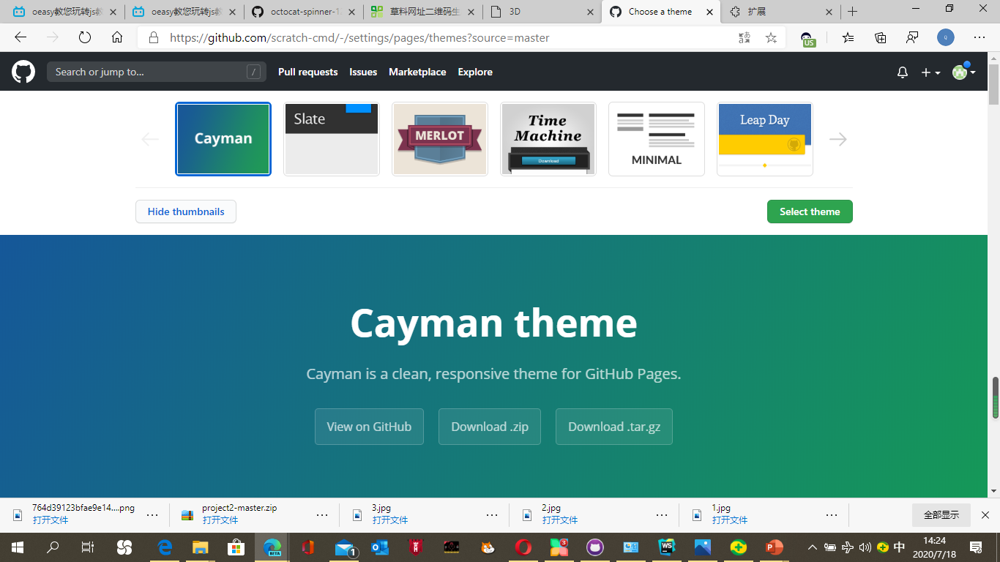 oeasy教您玩转js教
oeasy教您玩转js教
octocat-spinner-12
草料网址二维码生
3D
Choose a theme
扩展
https://github.com/scratch-cmd/-/settings/pages/themes?source=master
US
Q
Search or jump to...
/
Pull requests
Issues
Marketplace
Explore
Cayman
Slate
MERLOT
Time
Machine
Download
MINIMAL
Leap Day
Hide thumbnails
Select theme
Cayman theme
Cayman is a clean, responsive theme for GitHub Pages.
View on GitHub
Download .zip
Download .tar.gz
764d39123bfae9e14....png
打开文件
project2-master.zip
打开文件
3.jpg
打开文件
2.jpg
打开文件
1.jpg
打开文件
全部显示
BETA
1
3
WS
中
14:24
2020/7/18